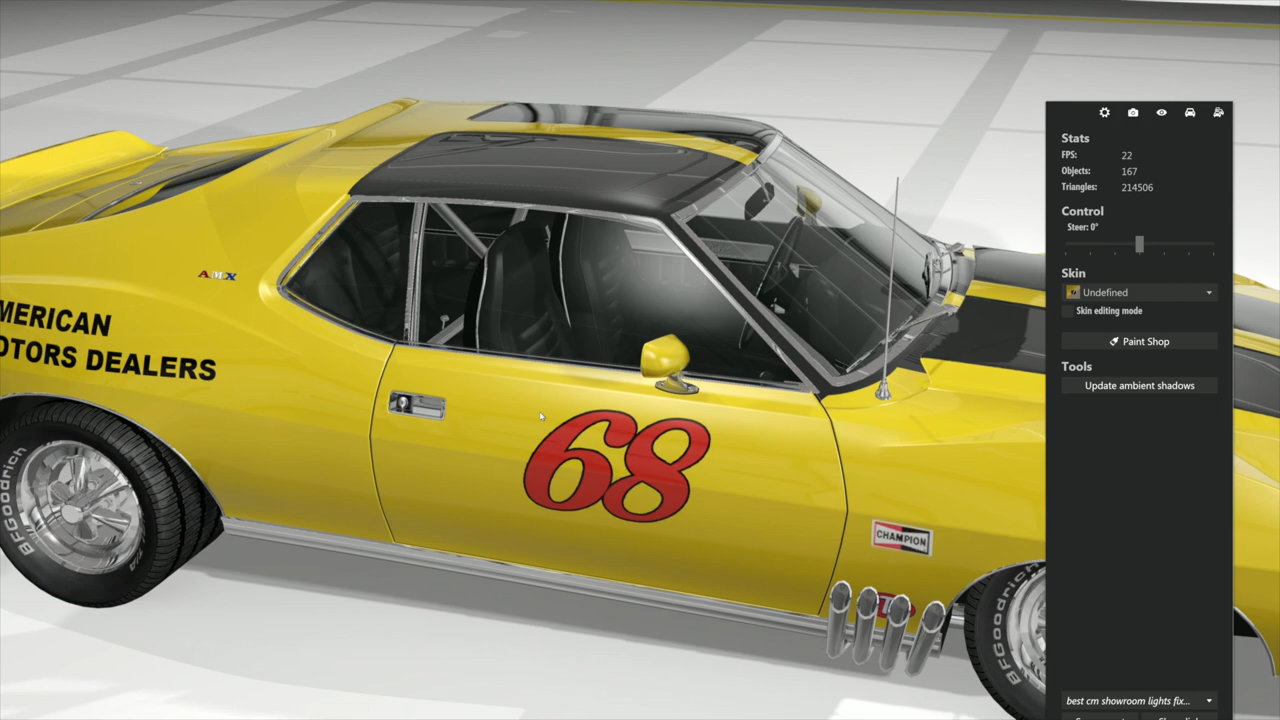 AMX
MERICAN
OTORS DEALERS
BFGoodrich
68
CHAMPION
BFGoodrich
Stats
FPS: 22
Objects: 167
Triangles: 214506
Control
Steer: 0°
Skin
Undefined
Skin editing mode
Paint Shop
Tools
Update ambient shadows
best cm showroom lights fix...